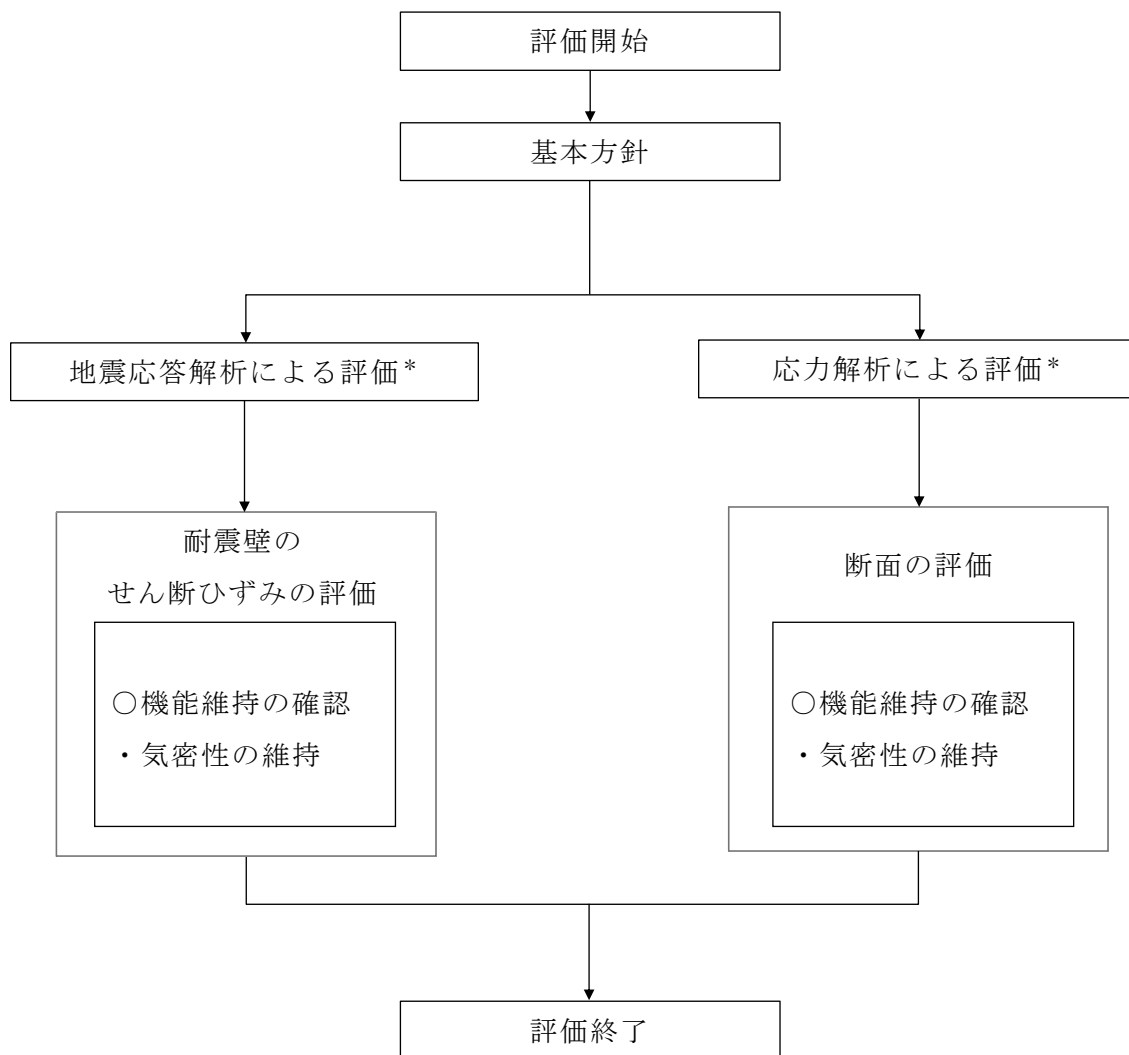 評価開始
基本方針
地震応答解析による評価*
応力解析による評価*
耐震壁の
せん断ひずみの評価
○機能維持の確認
・気密性の維持
断面の評価
○機能維持の確認
・気密性の維持
評価終了